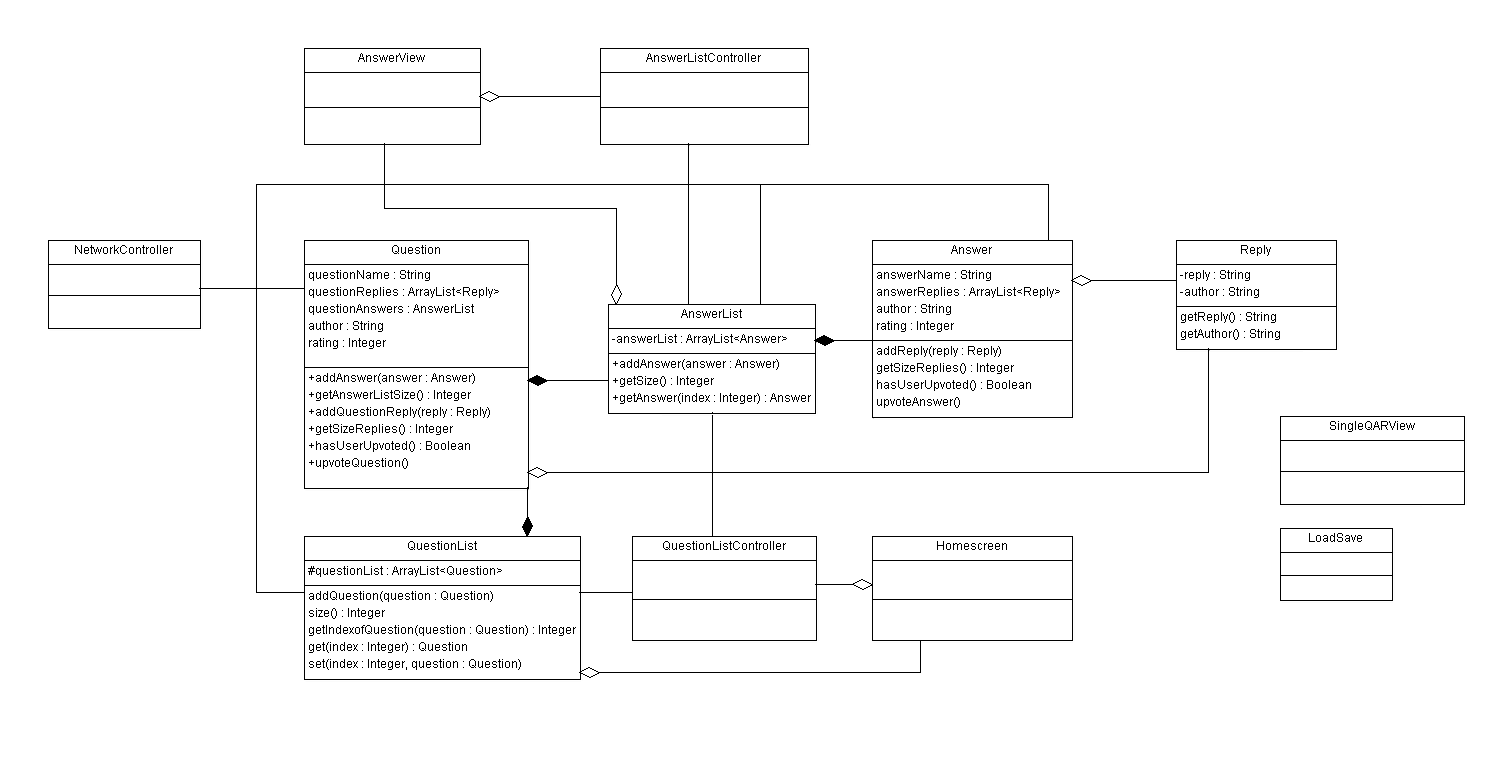 AnswerView
AnswerListController
NetworkController
Question
questionName : String
questionReplies : ArrayList<Reply>
questionAnswers : AnswerList
author : String
rating : Integer
+addAnswer(answer : Answer)
+getAnswerListSize() : Integer
+addQuestionReply(reply : Reply)
+getSizeReplies() : Integer
+hasUserUpvoted() : Boolean
+upvoteQuestion()
AnswerList
-answerList : ArrayList<Answer>
+addAnswer(answer : Answer)
+getSize() : Integer
+getAnswer(index : Integer) : Answer
Answer
answerName : String
answerReplies : ArrayList<Reply>
author : String
rating : Integer
addReply(reply : Reply)
getSizeReplies() : Integer
hasUserUpvoted() : Boolean
upvoteAnswer()
Reply
-reply : String
-author : String
getReply() : String
getAuthor() : String
SingleQARView
LoadSave
QuestionList
#questionList : ArrayList<Question>
addQuestion(question : Question)
size() : Integer
getIndexofQuestion(question : Question) : Integer
get(index : Integer) : Question
set(index : Integer, question : Question)
QuestionListController
Homescreen